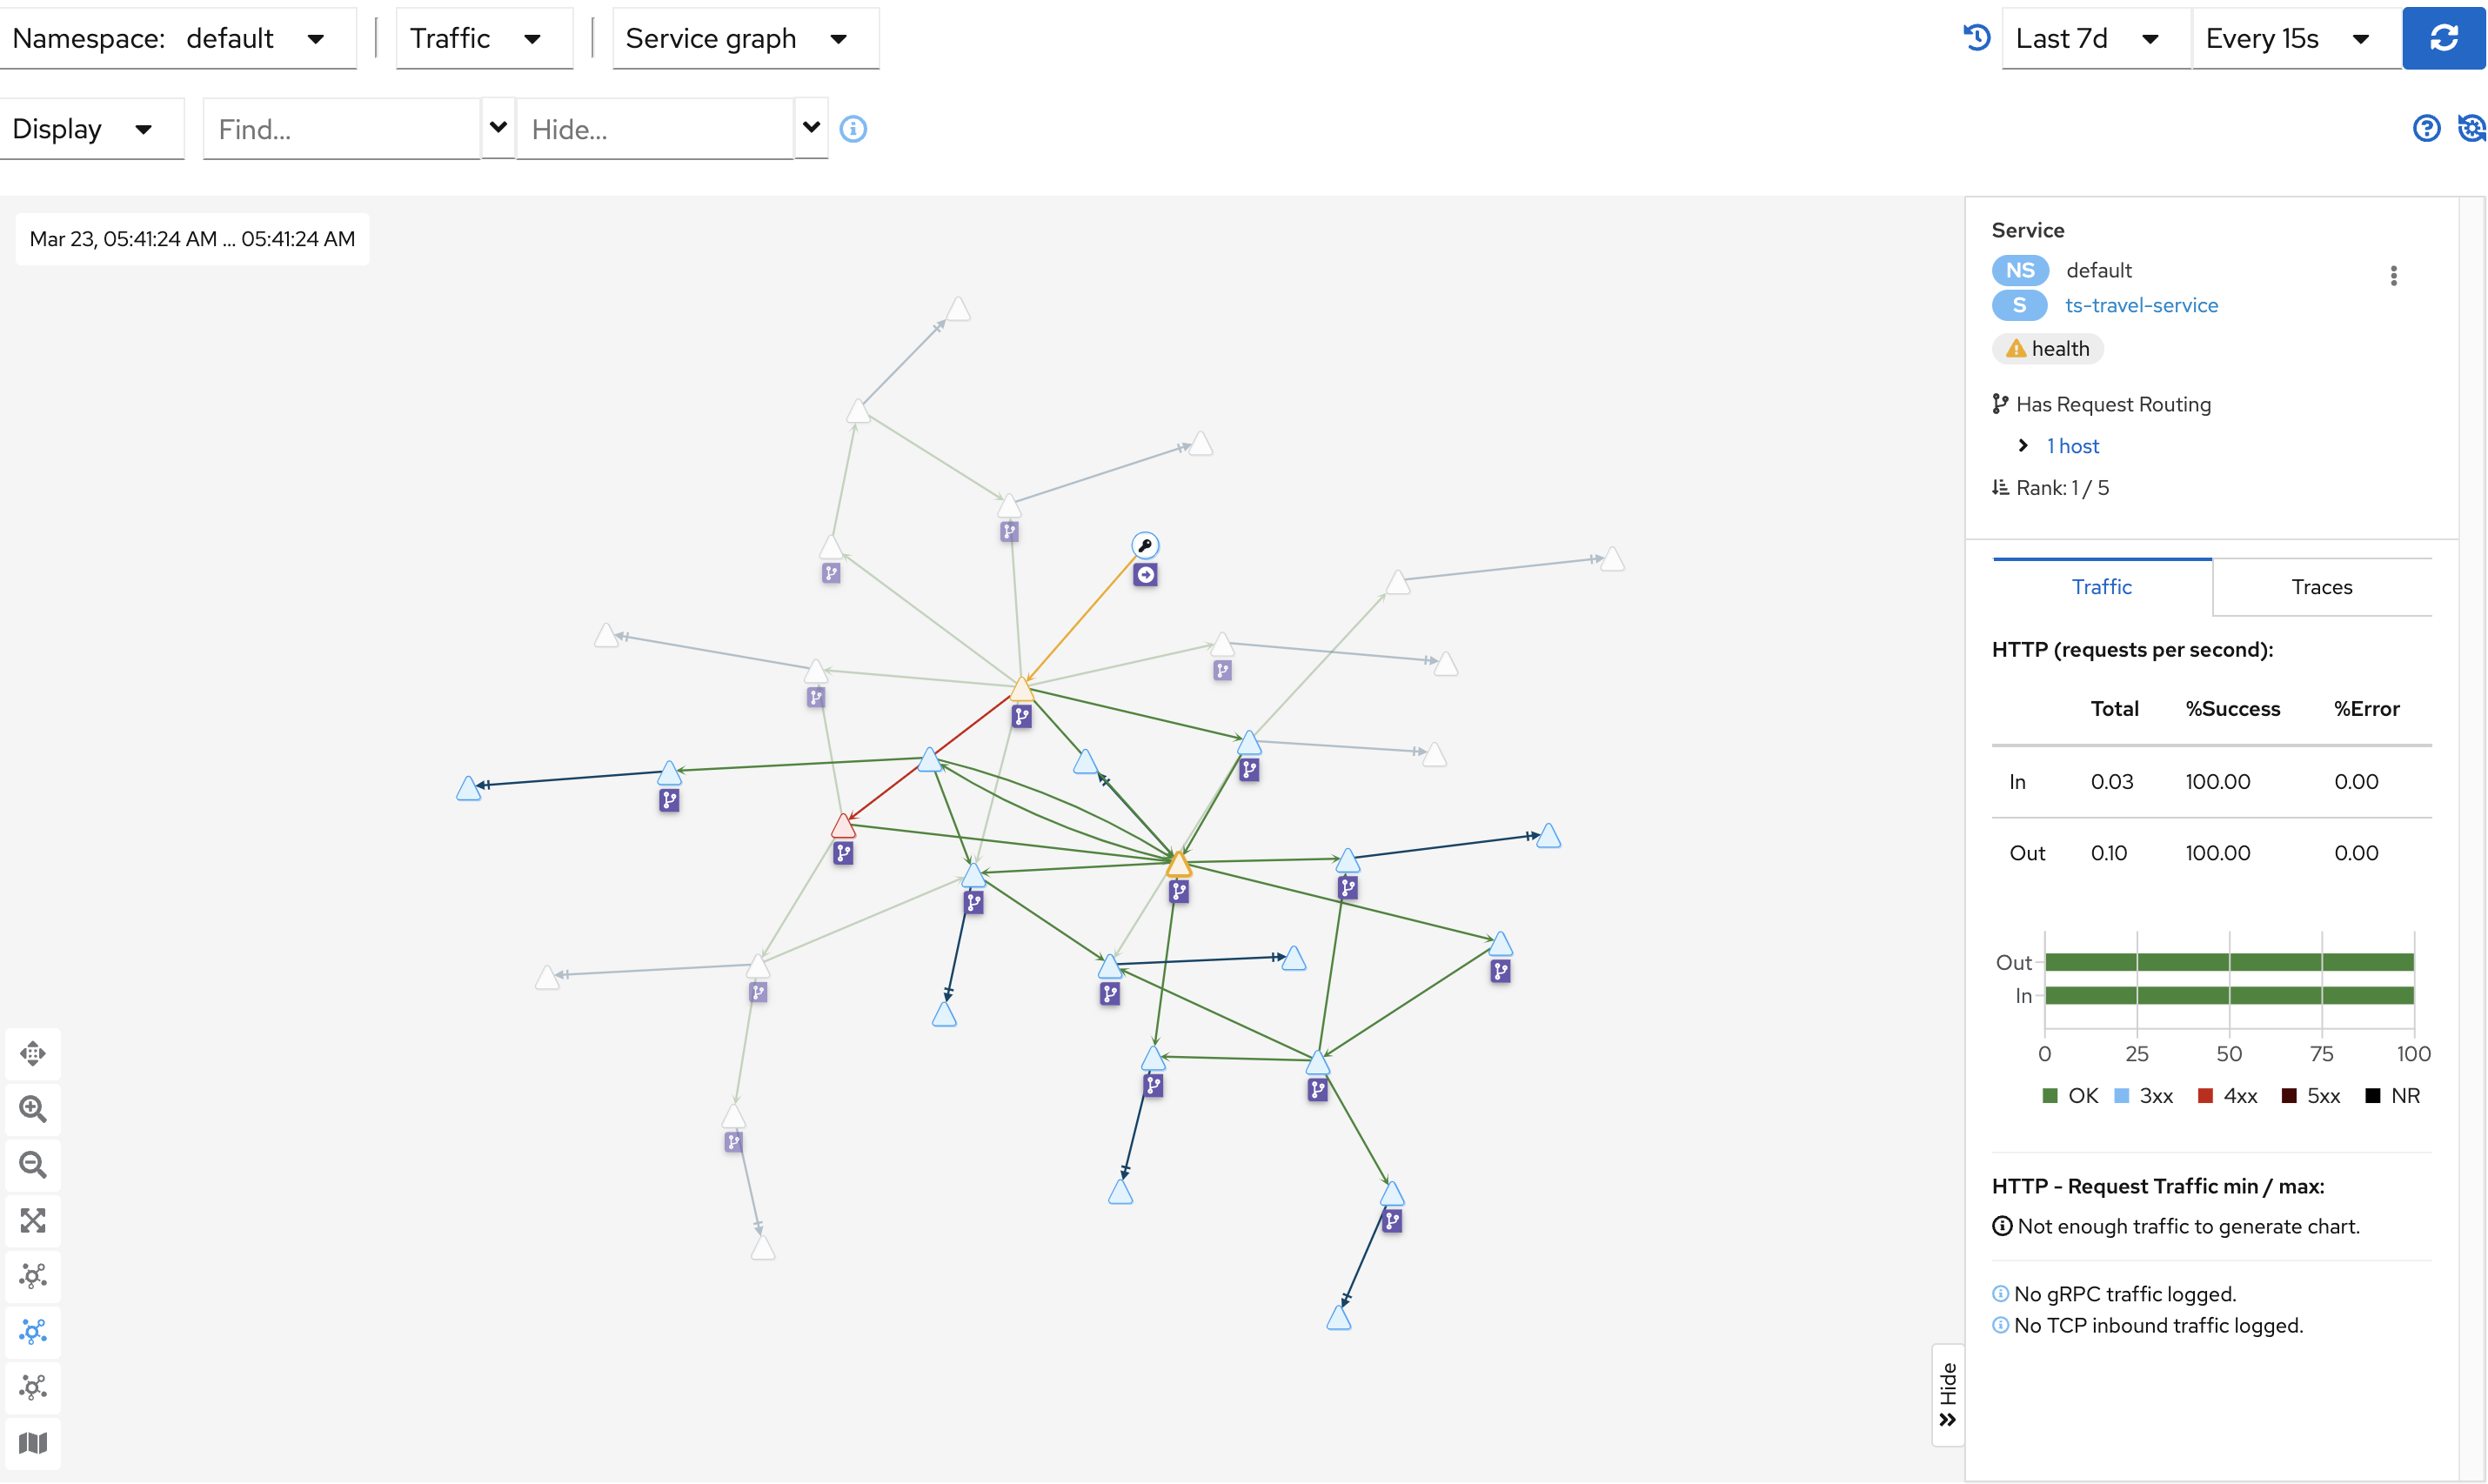 Namespace: default Traffic Service graph Last 7d Every 15s
Display Find... Hide...
Mar 23, 05:41:24 AM ... 05:41:24 AM
Service
NS default
S ts-travel-service
health
Has Request Routing
1 host
Rank: 1 / 5
Traffic Traces
HTTP (requests per second):
Total %Success %Error
In 0.03 100.00 0.00
Out 0.10 100.00 0.00
Out
In
0 25 50 75 100
OK 3xx 4xx 5xx NR
HTTP - Request Traffic min / max:
Not enough traffic to generate chart.
No gRPC traffic logged.
No TCP inbound traffic logged.
Hide